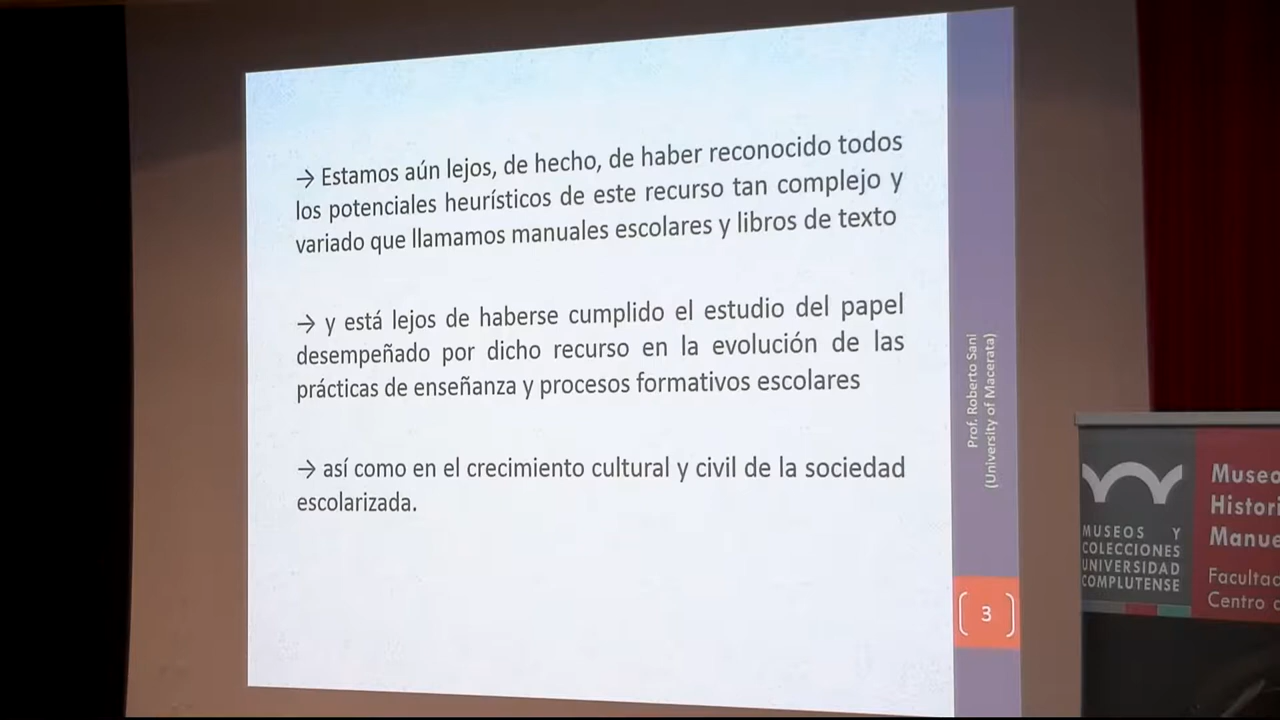 → Estamos aún lejos, de hecho, de haber reconocido todos
los potenciales heurísticos de este recurso tan complejo y
variado que llamamos manuales escolares y libros de texto
→ y está lejos de haberse cumplido el estudio del papel
desempeñado por dicho recurso en la evolución de las
prácticas de enseñanza y procesos formativos escolares
→ así como en el crecimiento cultural y civil de la sociedad
escolarizada.
Prof. Roberto Sani
(University of Macerata)
3
MUSEOS Y
COLECCIONES
UNIVERSIDAD
COMPLUTENSE
Museo
Histori
Manue
Facultad
Centro